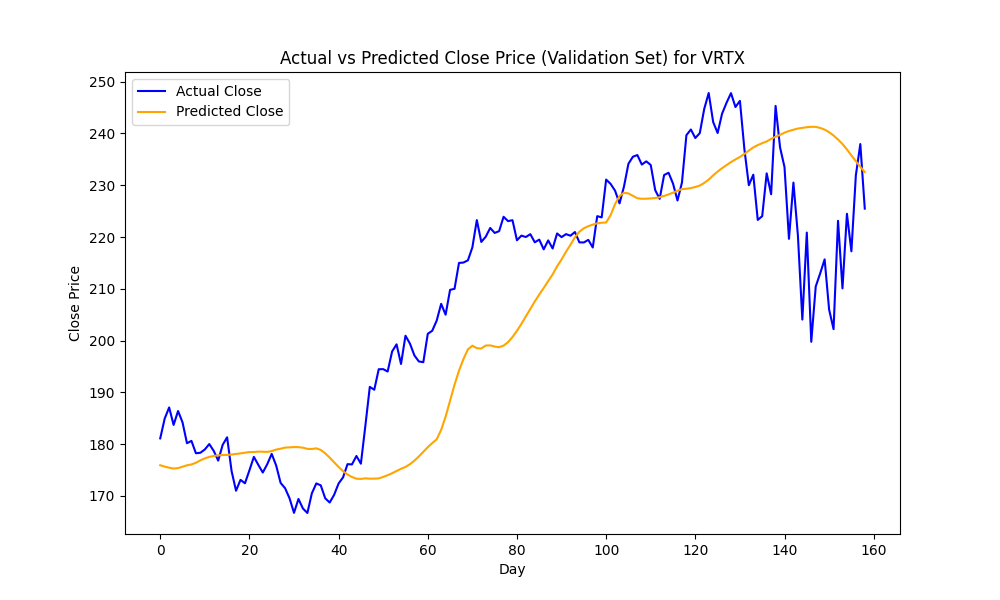 Actual vs Predicted Close Price (Validation Set) for VRTX
Actual Close
Predicted Close
Close Price
250
240
230
220
210
200
190
180
170
0 20 40 60 80 100 120 140 160
Day